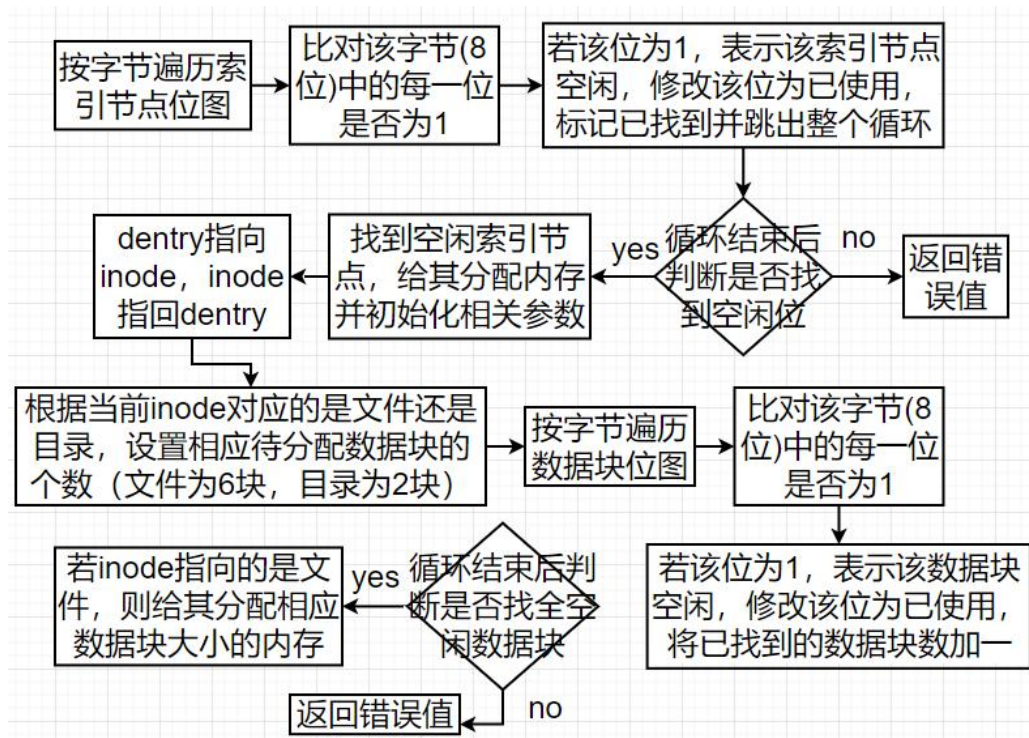 按字节遍历索
引节点位图
比对该字节(8
位)中的每一位
是否为1
若该位为1，表示该索引节点
空闲，修改该位为已使用，
标记已找到并跳出整个循环
循环结束后
判断是否找
到空闲位
no
返回错
误值
yes
找到空闲索引节
点，给其分配内存
并初始化相关参数
dentry指向
inode，inode
指回dentry
根据当前inode对应的是文件还是
目录，设置相应待分配数据块的
个数（文件为6块，目录为2块）
按字节遍历
数据块位图
比对该字节(8
位)中的每一位
是否为1
若该位为1，表示该数据块
空闲，修改该位为已使用，
将已找到的数据块数加一
循环结束后判
断是否找全空
闲数据块
yes
若inode指向的是文
件，则给其分配相应
数据块大小的内存
no
返回错误值